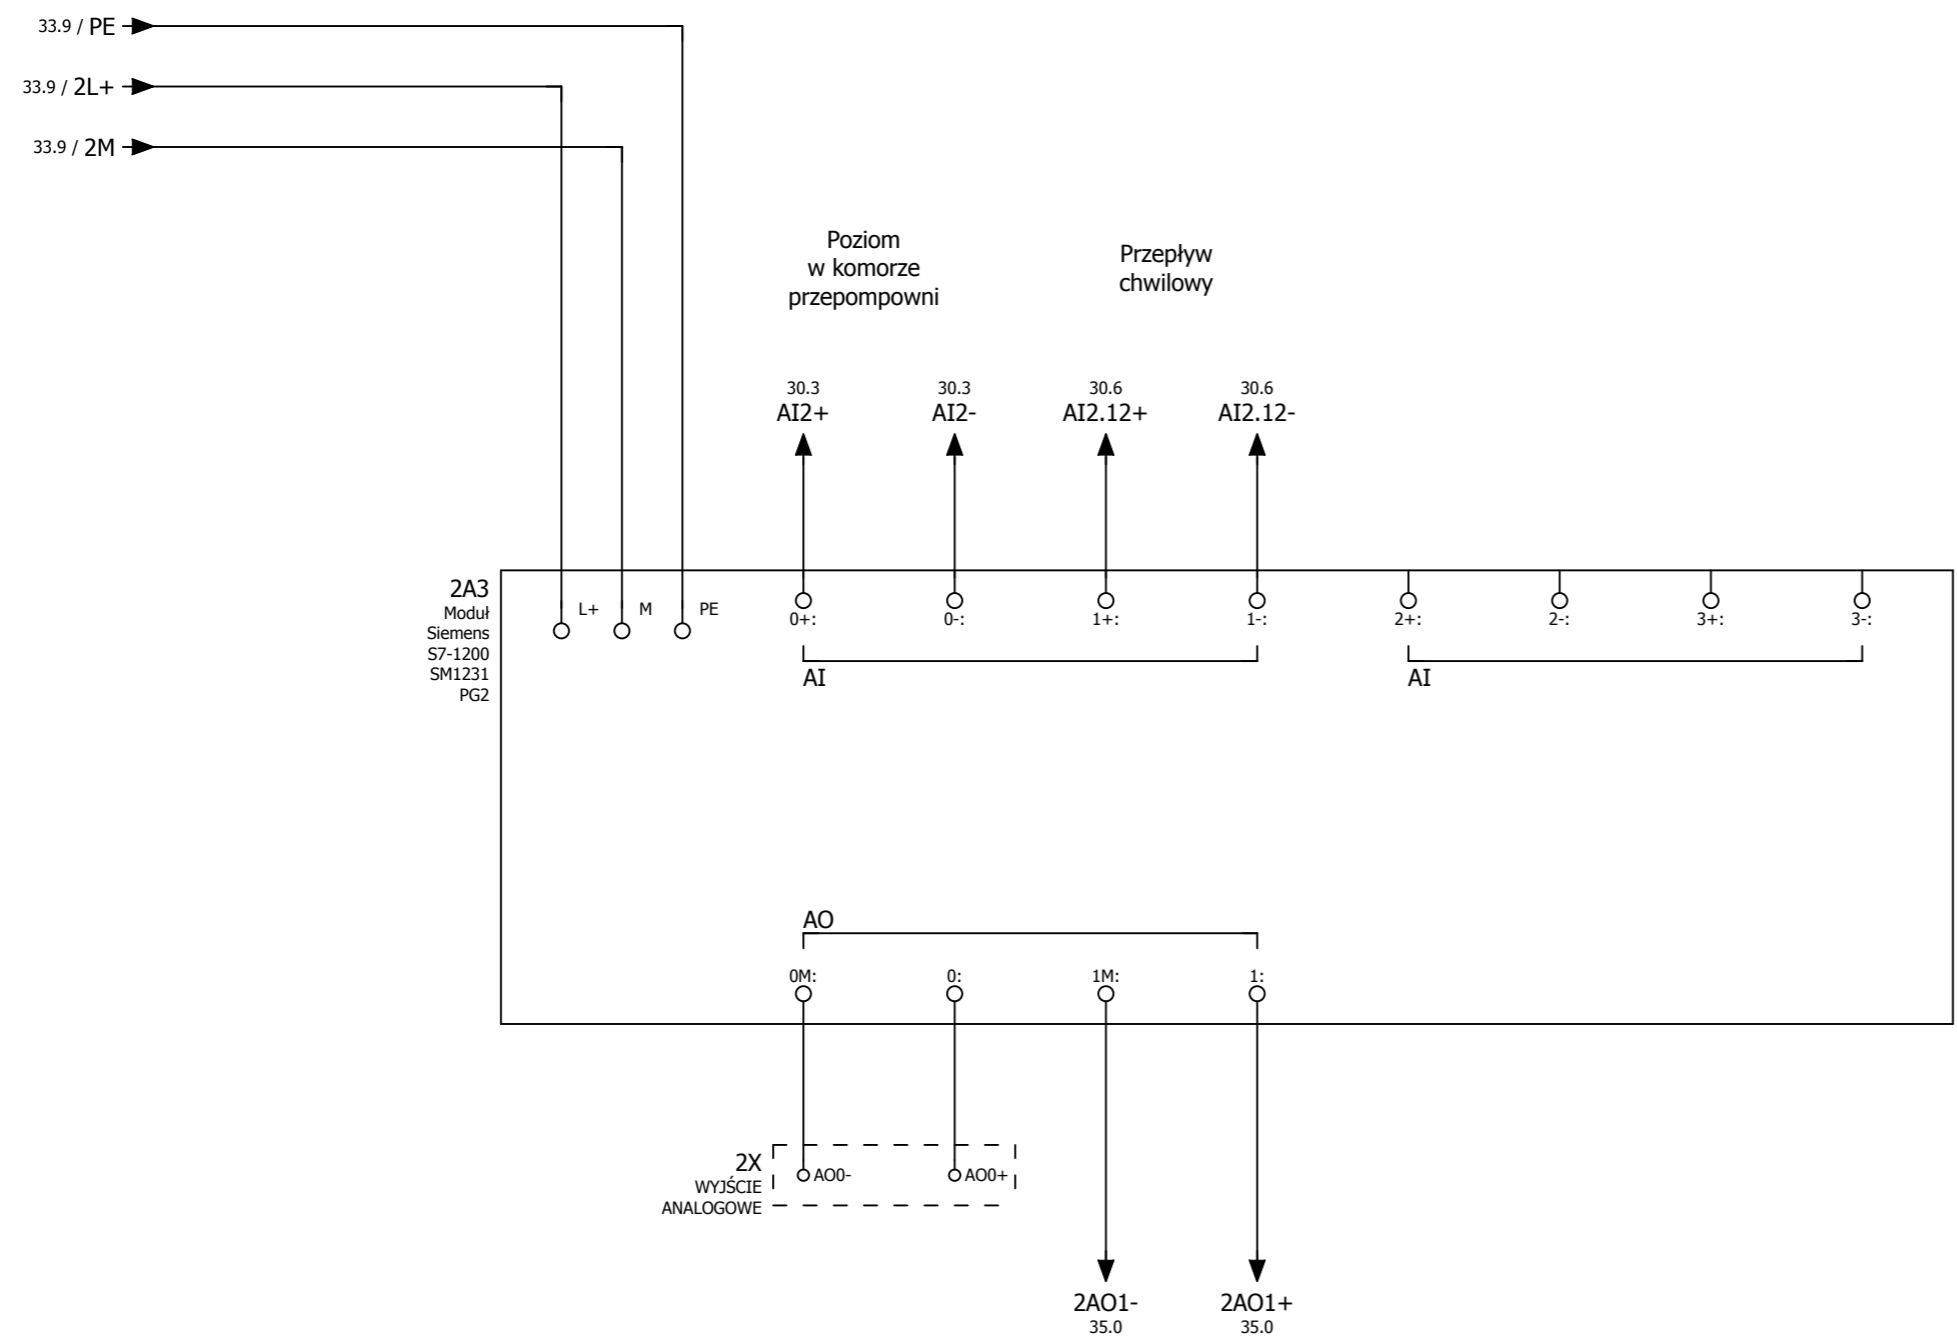 33.9 / PE
33.9 / 2L+
33.9 / 2M
Poziom
w komorze
przepompowni
Przepływ
chwilowy
30.3
AI2+
30.3
AI2-
30.6
AI2.12+
30.6
AI2.12-
2A3
Moduł
Siemens
S7-1200
SM1231
PG2
L+
M
PE
0+:
0-:
1+:
1-:
2+:
2-:
3+:
3-:
AI
AI
AO
0M:
0:
1M:
1:
2X
WYJŚCIE
ANALOGOWE
AO0-
AO0+
2AO1-
35.0
2AO1+
35.0